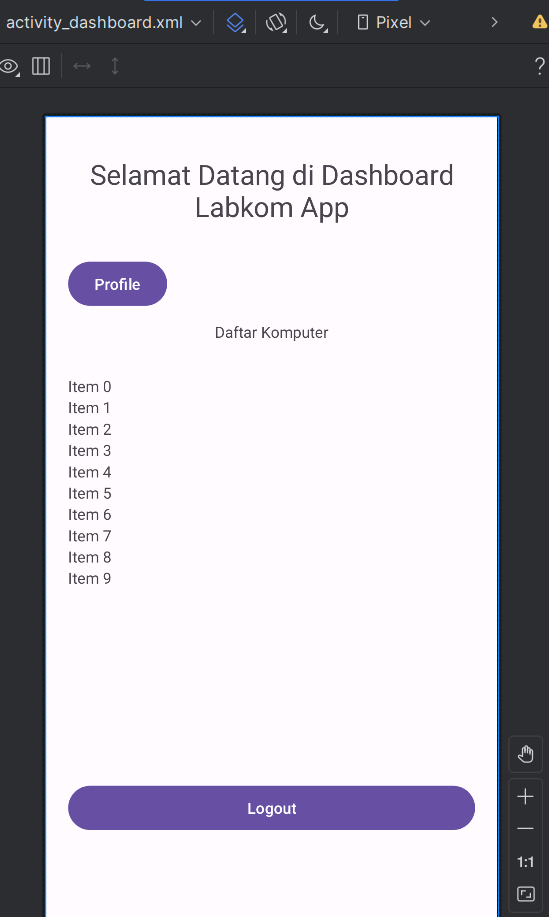 activity_dashboard.xml
Pixel
?
Selamat Datang di Dashboard
Labkom App
Profile
Daftar Komputer
Item 0
Item 1
Item 2
Item 3
Item 4
Item 5
Item 6
Item 7
Item 8
Item 9
Logout
1:1